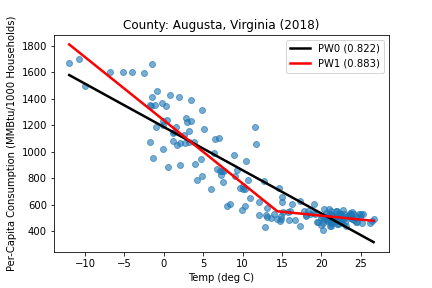 County: Augusta, Virginia (2018)
PW0 (0.822)
PW1 (0.883)
Per-Capita Consumption (MMBtu/1000 Households)
1800
1600
1400
1200
1000
800
600
400
−10 −5 0 5 10 15 20 25
Temp (deg C)